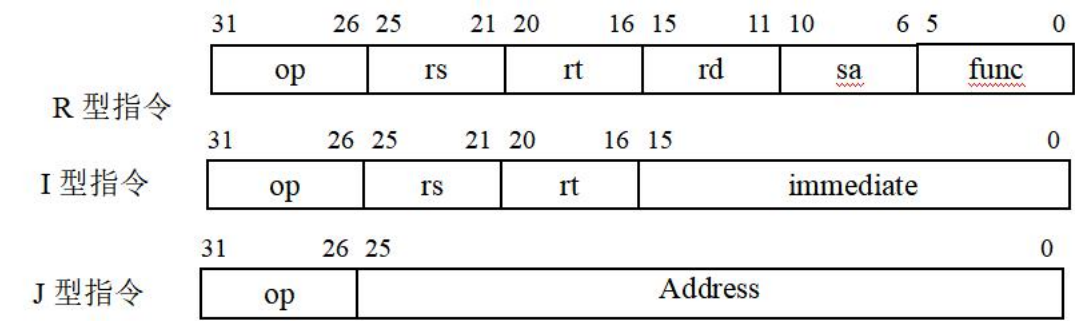 31 26 25 21 20 16 15 11 10 6 5 0
op rs rt rd sa func
R 型指令
31 26 25 21 20 16 15 0
I 型指令 op rs rt immediate
31 26 25 0
J 型指令 op Address